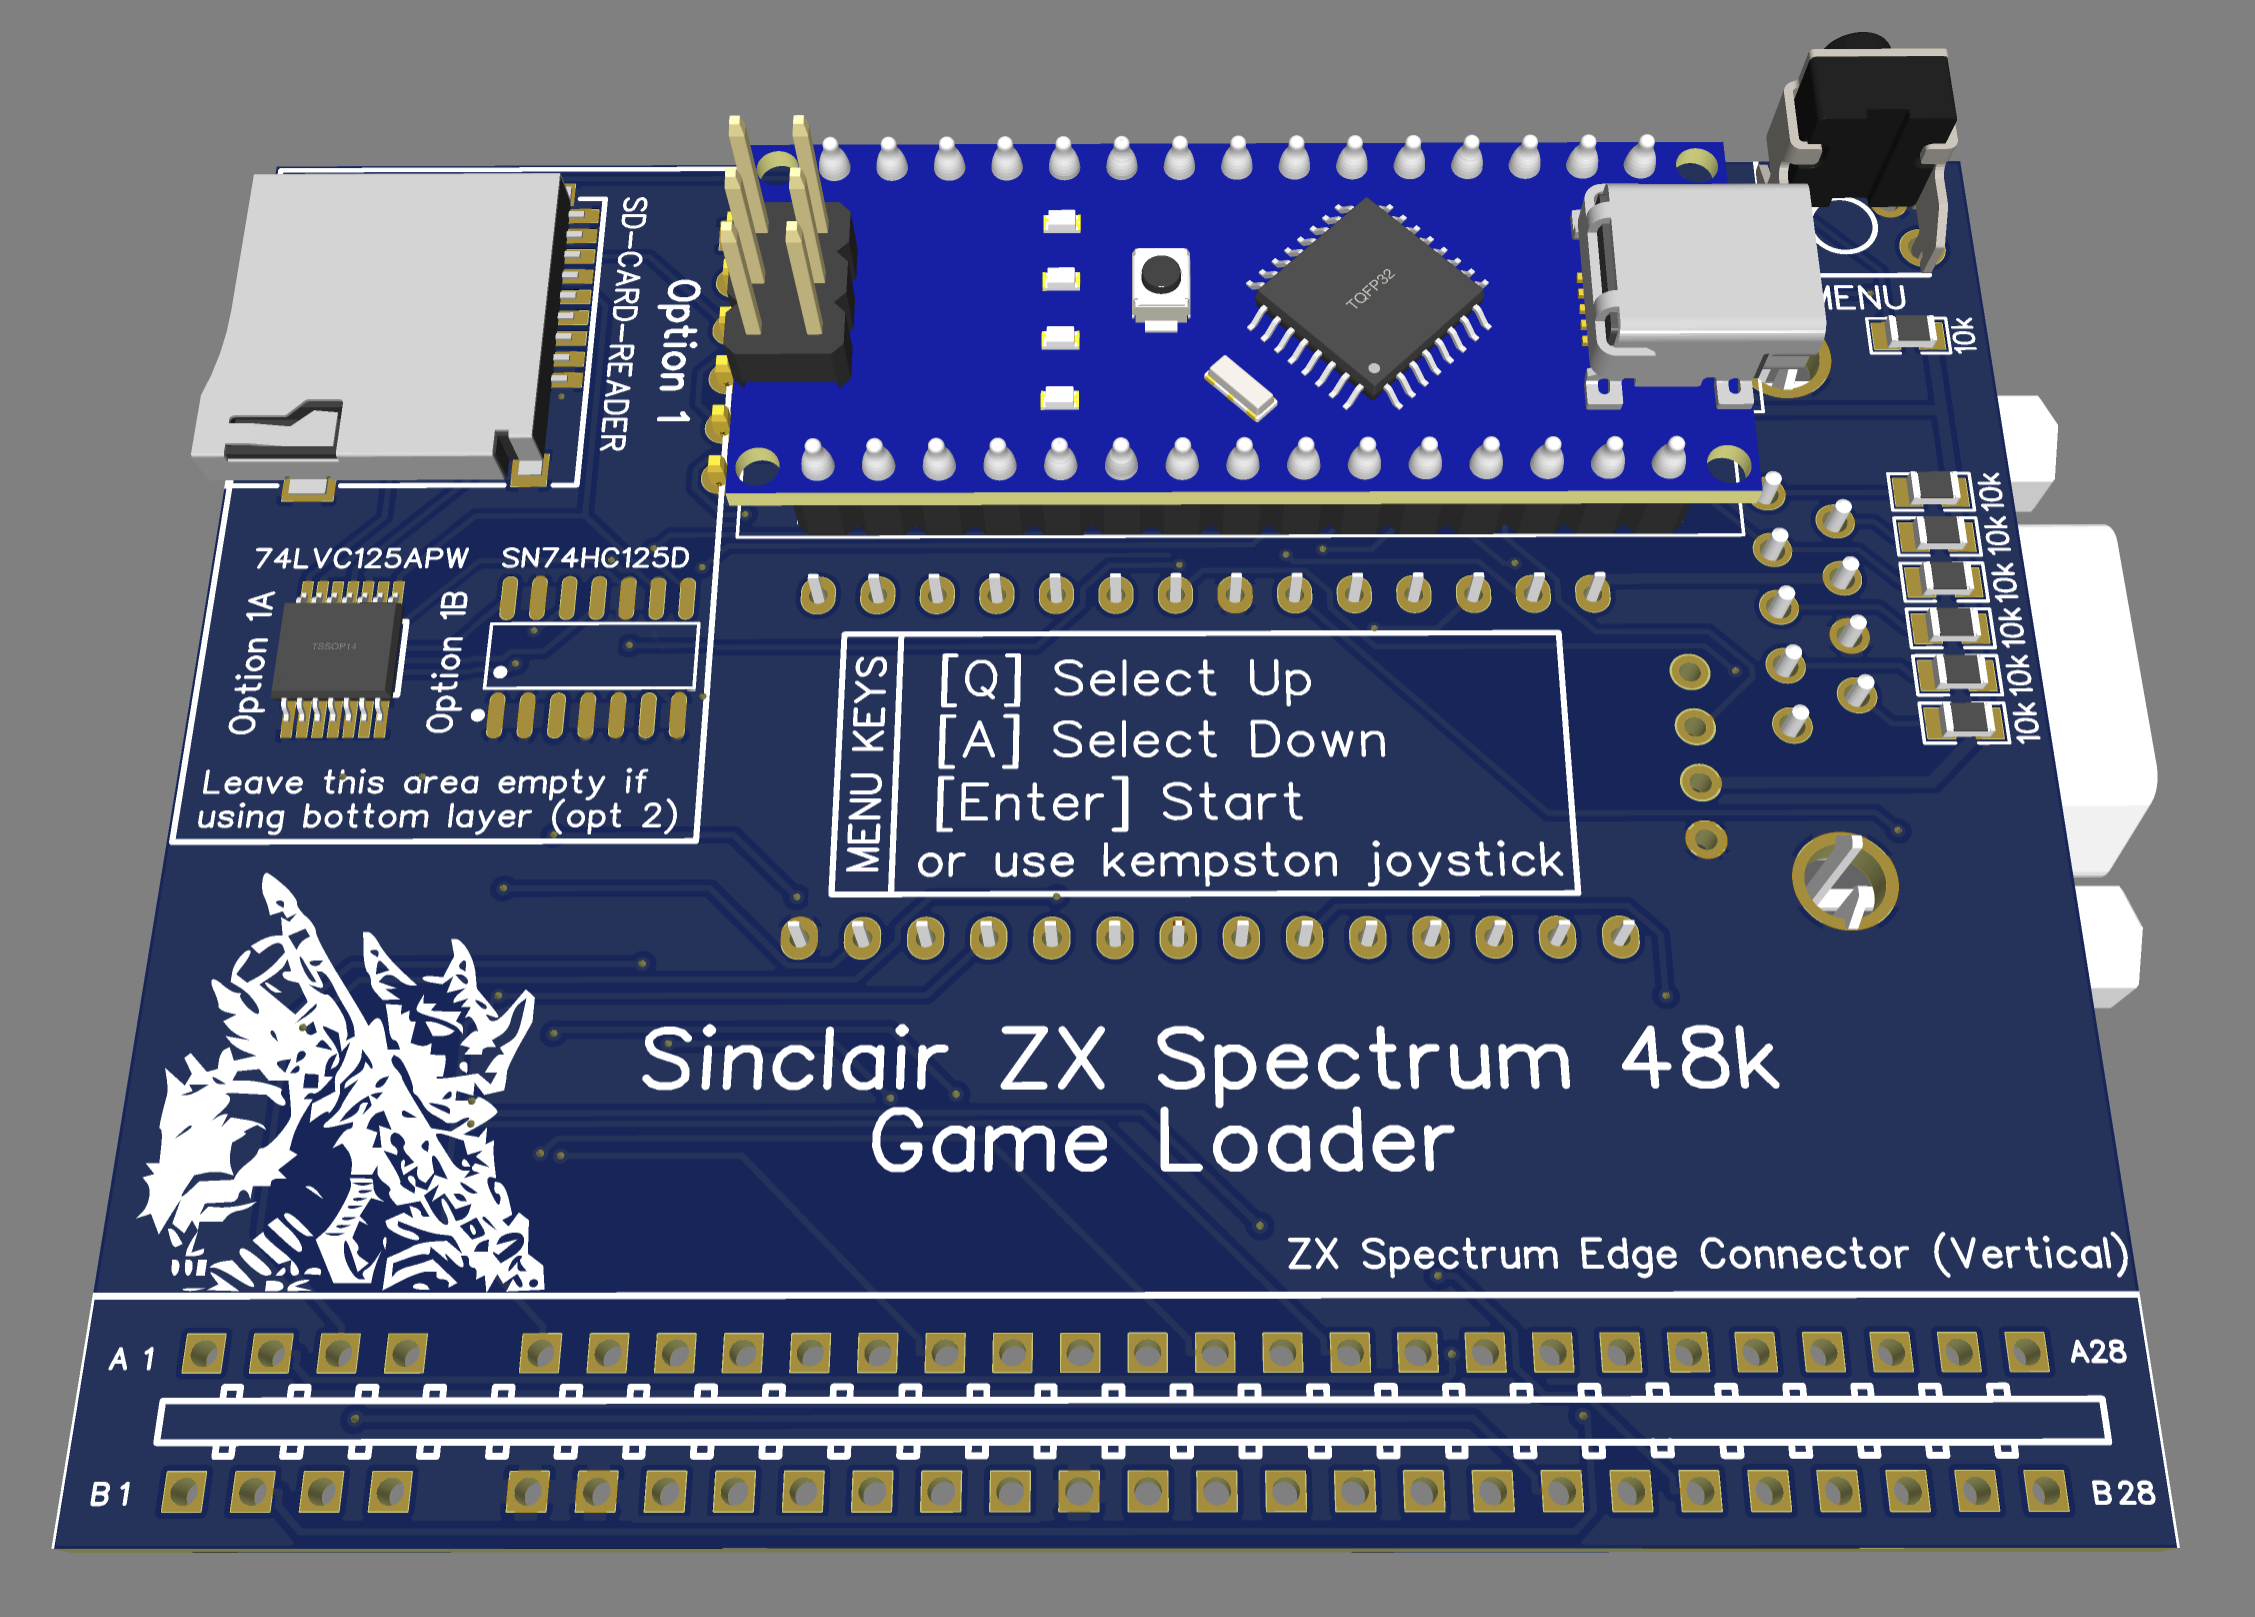 SD-CARD-READER
Option 1
TQFP32
MENU
10k
10k
10k
10k
10k
10k
10k
74LVC125APW
SN74HC125D
Option 1A
TSSOP14
Option 1B
Leave this area empty if
using bottom layer (opt 2)
MENU KEYS
[Q] Select Up
[A] Select Down
[Enter] Start
or use kempston joystick
Sinclair ZX Spectrum 48k
Game Loader
ZX Spectrum Edge Connector (Vertical)
A1
A28
B1
B28